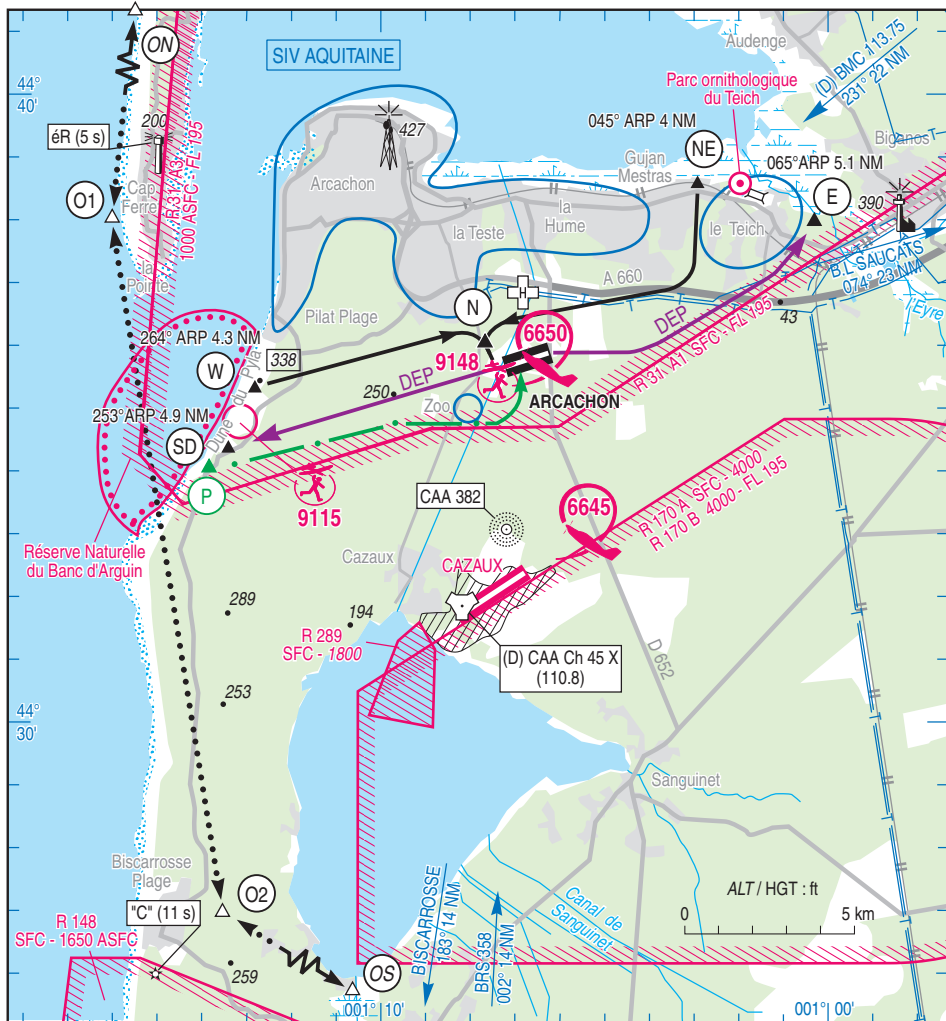 ON
SIV AQUITAINE
Audenge
(D) BMC 113.75
231° 22 NM
44°
40'
Parc ornithologique
du Teich
200
éR (5 s)
427
045° ARP 4 NM
NE
Biganos
Gujan
Mestras
065°ARP 5.1 NM
Arcachon
O1
Cap
Ferret
R 31 / A3
1000 ASFC - FL 195
la
Hume
la Teste
le Teich
E
390
B.L SAUCATS
074° 23 NM
la
Pointe
A 660
H
l'Eyre
N
Pilat Plage
43
264° ARP 4.3 NM
338
6650
DEP
R 31 / A1 SFC - FL 195
W
9148
DEP
250
ARCACHON
253° ARP 4.9 NM
Dune du Pyla
Zoo
SD
P
9115
CAA 382
6645
R 170 A SFC - 4000
R 170 B 4000 - FL 195
Réserve Naturelle
du Banc d'Arguin
Cazaux
CAZAUX
289
194
R 289
SFC - 1800
(D) CAA Ch 45 X
(110.8)
D 652
253
44°
30'
Sanguinet
Biscarrosse
Plage
O2
"C" (11 s)
ALT / HGT : ft
0
5 km
R 148
SFC - 1650 ASFC
BISCARROSSE
183° 14 NM
BRS 358
002° 14 NM
Canal de
Sanguinet
259
OS
001° 10'
001° 00'